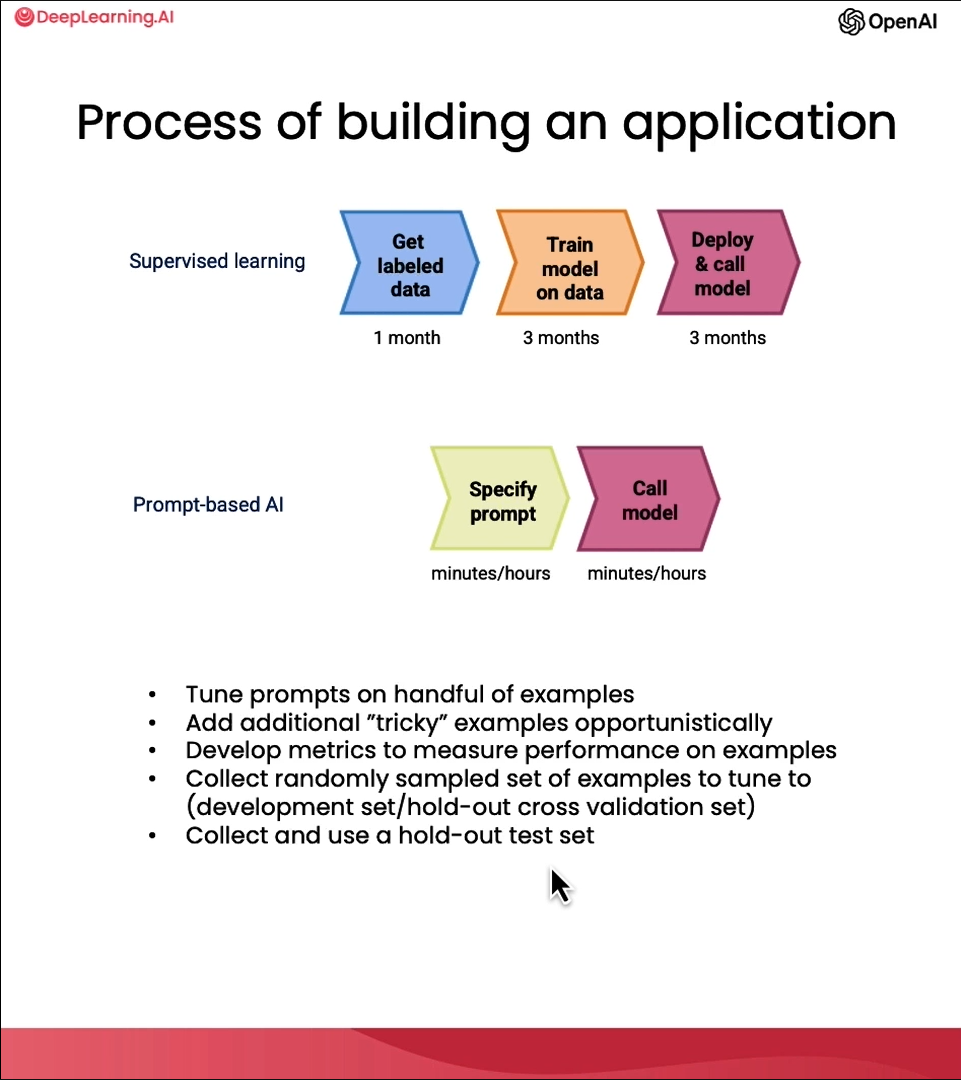 DeepLearning.AI
OpenAI
Process of building an application
Supervised learning
Get
labeled
data
Train
model
on data
Deploy
& call
model
1 month
3 months
3 months
Prompt-based AI
Specify
prompt
Call
model
minutes/hours
minutes/hours
• Tune prompts on handful of examples
• Add additional ”tricky” examples opportunistically
• Develop metrics to measure performance on examples
• Collect randomly sampled set of examples to tune to
(development set/hold-out cross validation set)
• Collect and use a hold-out test set